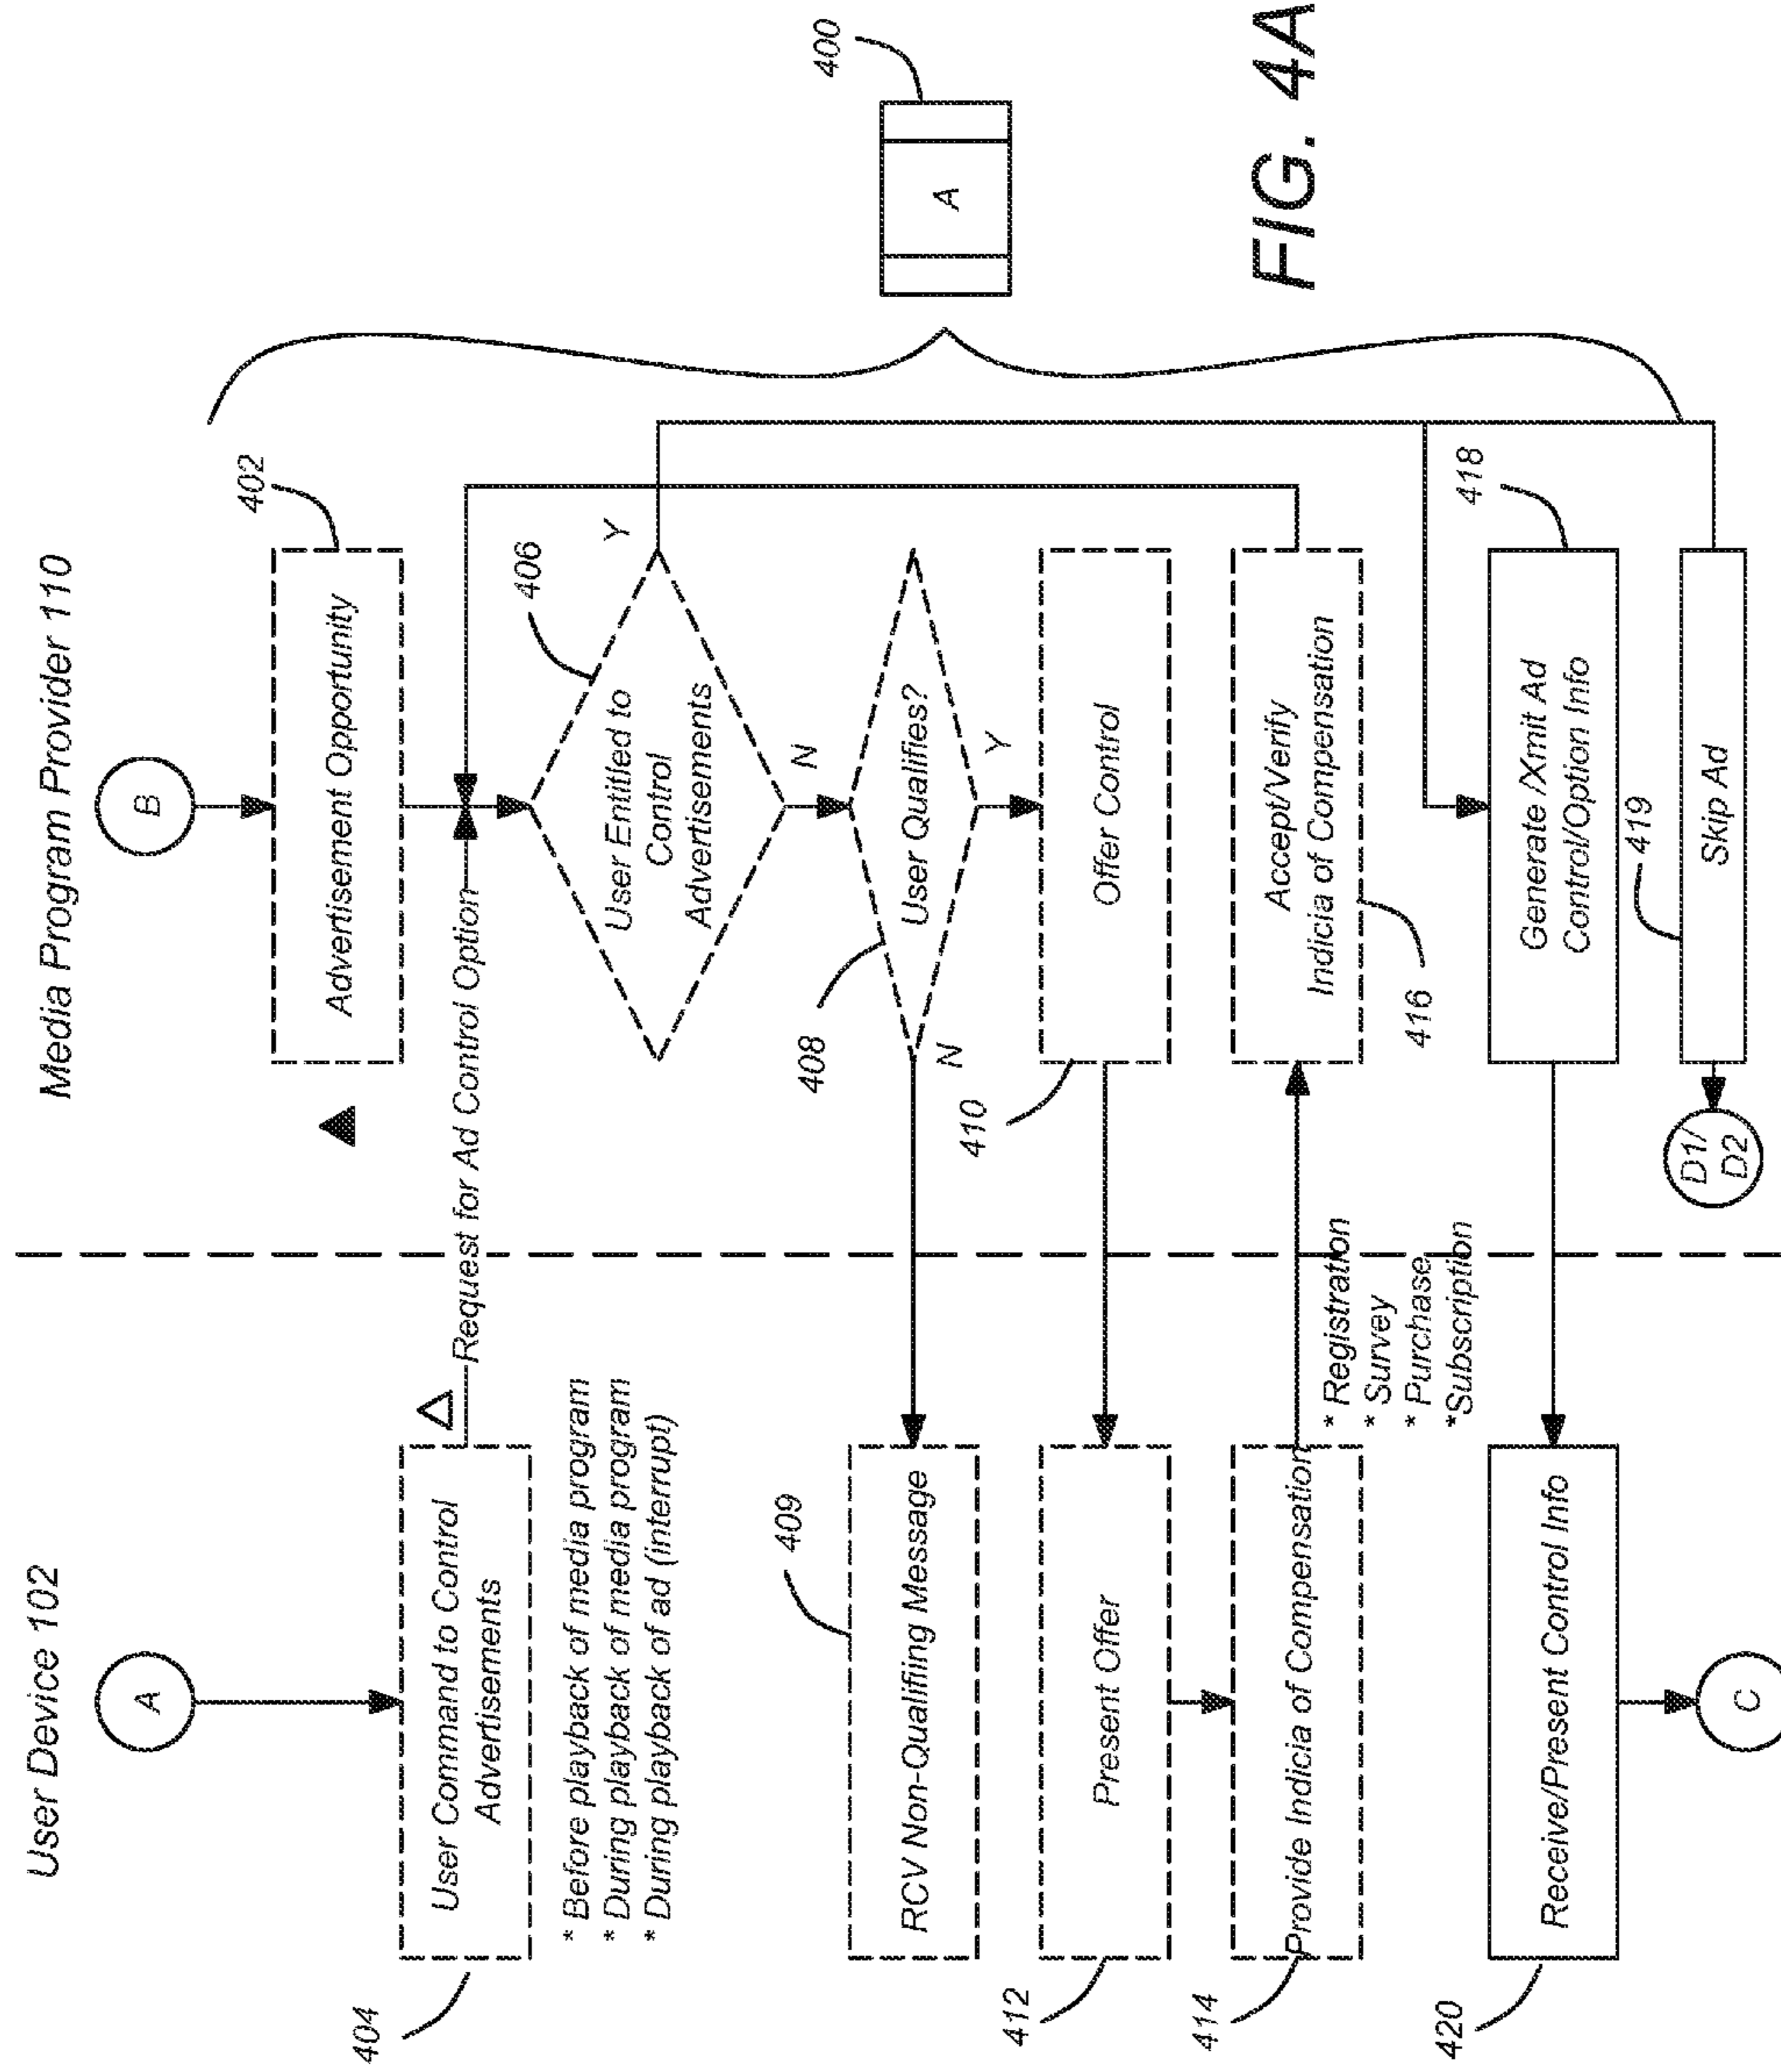 User Device 102
Media Program Provider 110
A
B
402
Advertisement Opportunity
404
User Command to Control
Advertisements
Request for Ad Control Option
* Before playback of media program
* During playback of media program
* During playback of ad (interrupt)
406
User Entitled to
Control
Advertisements
Y
N
408
User Qualifies?
N
Y
409
RCV Non-Qualifiing Message
410
Offer Control
412
Present Offer
414
Provide Indicia of Compensation
* Registration
* Survey
* Purchase
*Subscription
Accept/Verify
Indicia of Compensation
416
418
Generate /Xmit Ad
Control/Option Info
419
Skip Ad
D1/
D2
420
Receive/Present Control Info
C
400
A
FIG. 4A